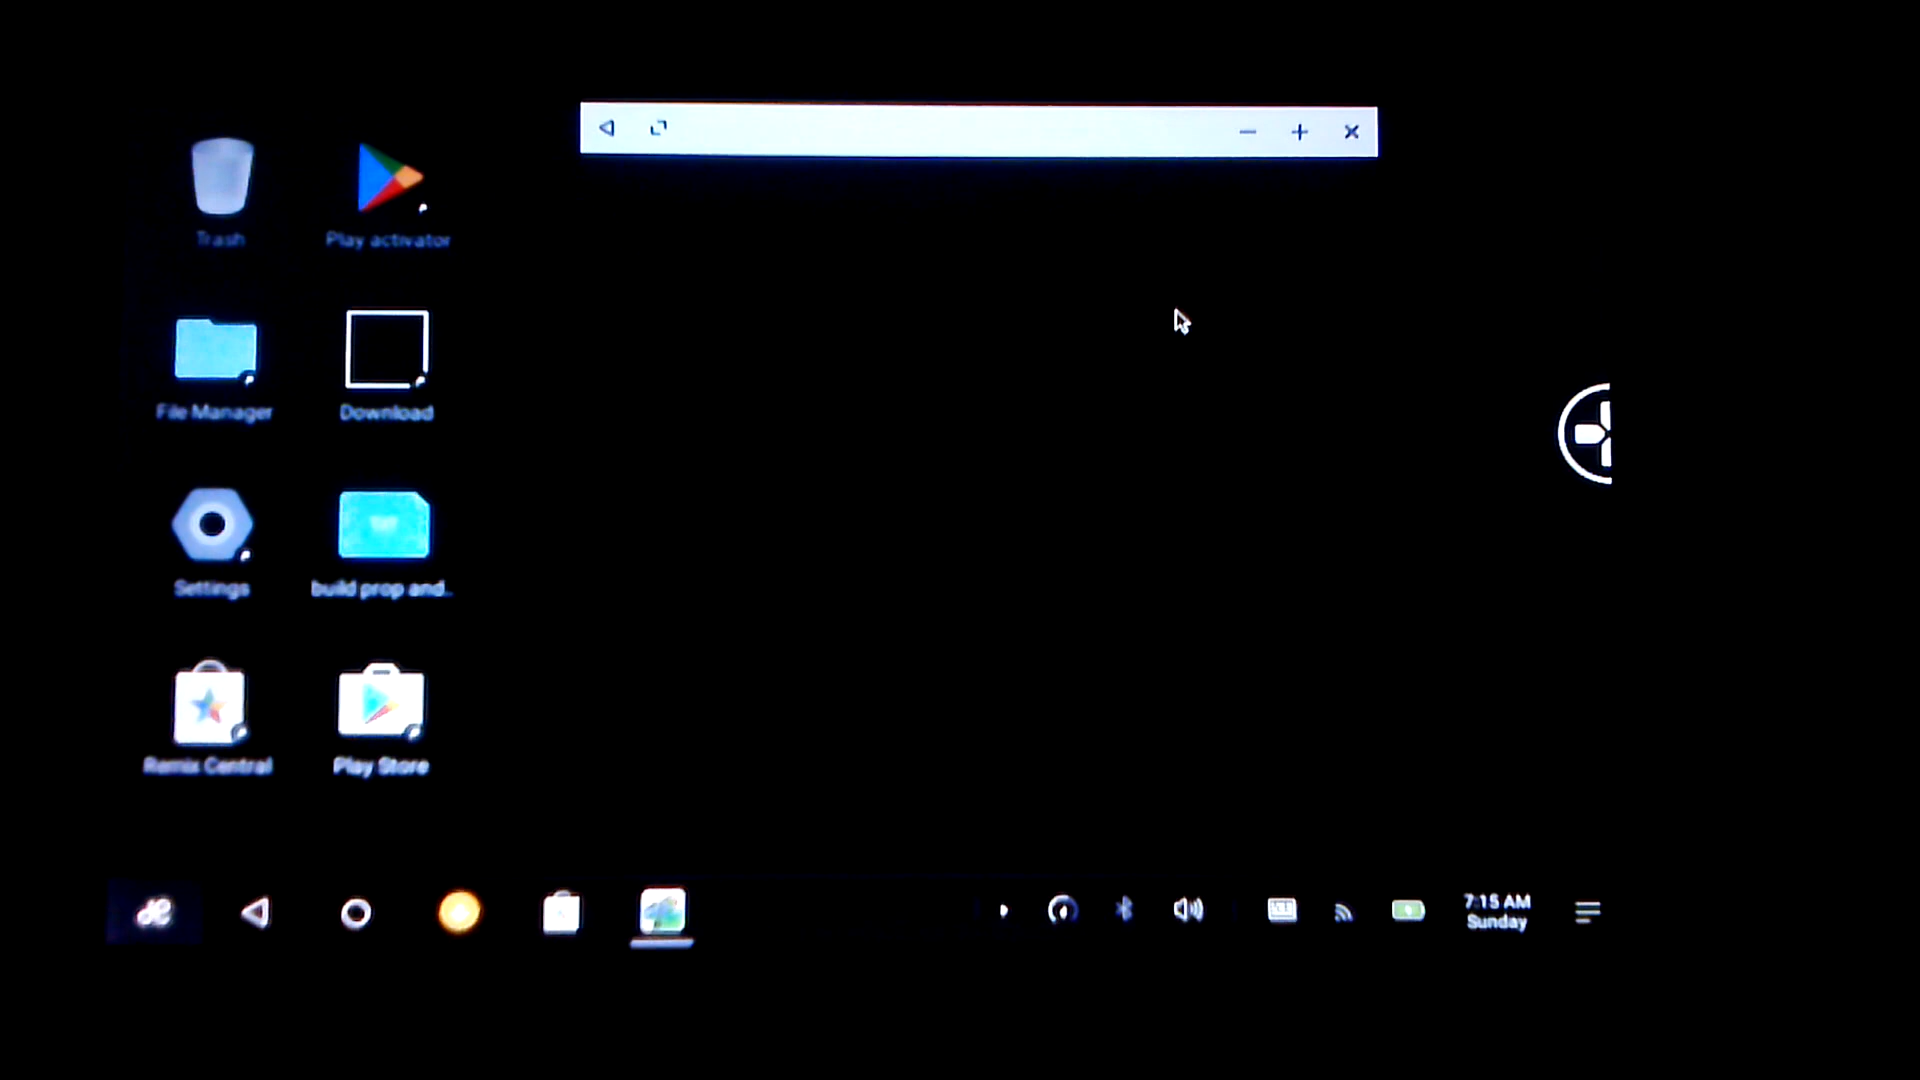 Trash
Play activator
File Manager
Download
Settings
build prop and..
Remix Central
Play Store
7:15 AM
Sunday